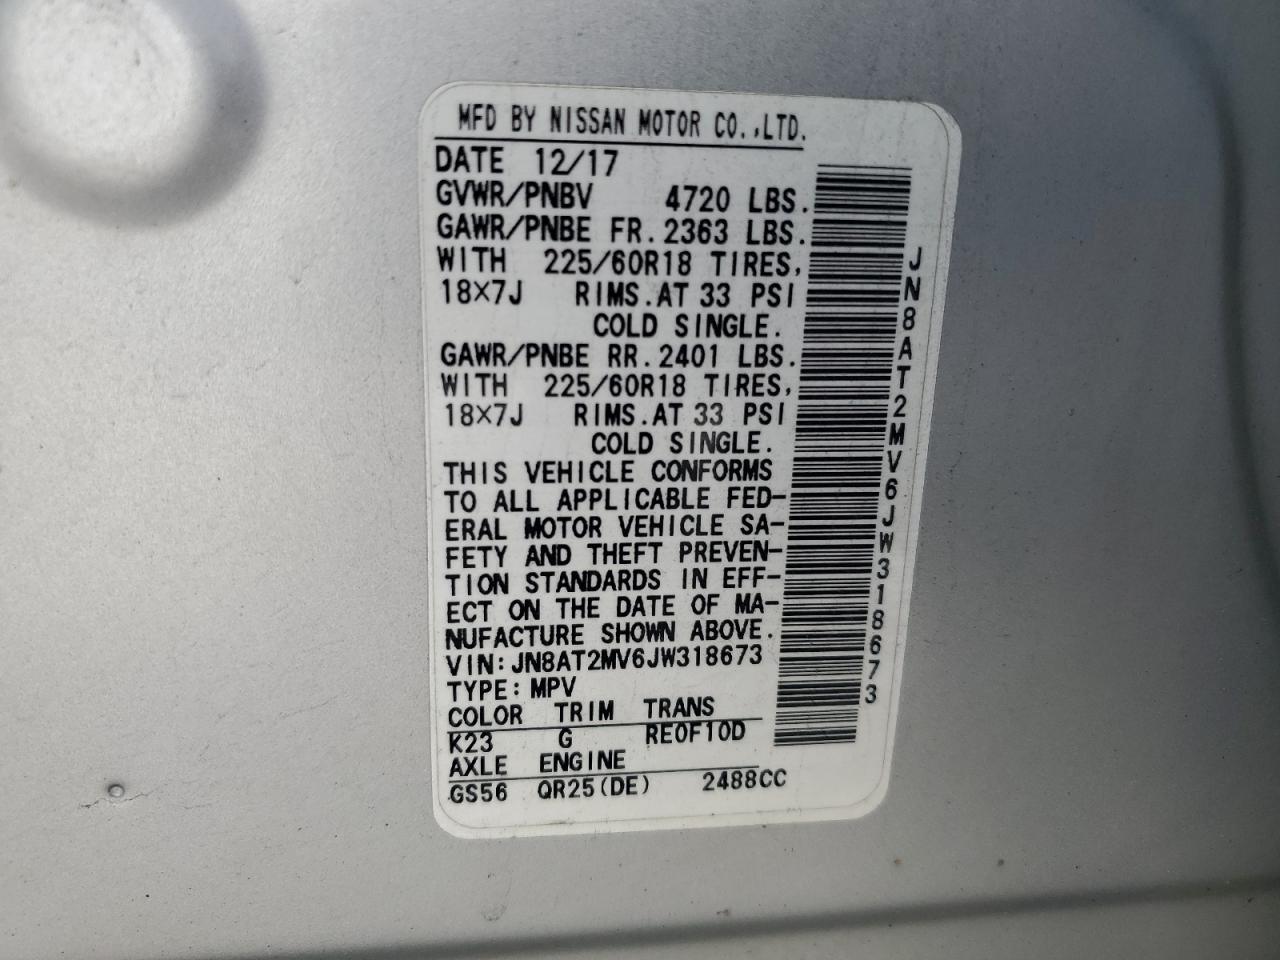 MFD BY NISSAN MOTOR CO.,LTD.
DATE 12/17
GVWR/PNBV 4720 LBS.
GAWR/PNBE FR.2363 LBS.
WITH 225/60R18 TIRES,
18×7J RIMS.AT 33 PSI
COLD SINGLE.
GAWR/PNBE RR.2401 LBS.
WITH 225/60R18 TIRES,
18×7J RIMS.AT 33 PSI
COLD SINGLE.
THIS VEHICLE CONFORMS
TO ALL APPLICABLE FED-
ERAL MOTOR VEHICLE SA-
FETY AND THEFT PREVEN-
TION STANDARDS IN EFF-
ECT ON THE DATE OF MA-
NUFACTURE SHOWN ABOVE.
VIN:JN8AT2MV6JW318673
TYPE:MPV
COLOR TRIM TRANS
K23 G RE0F10D
AXLE ENGINE
GS56 QR25(DE) 2488CC
JN8AT2MV6JW318673